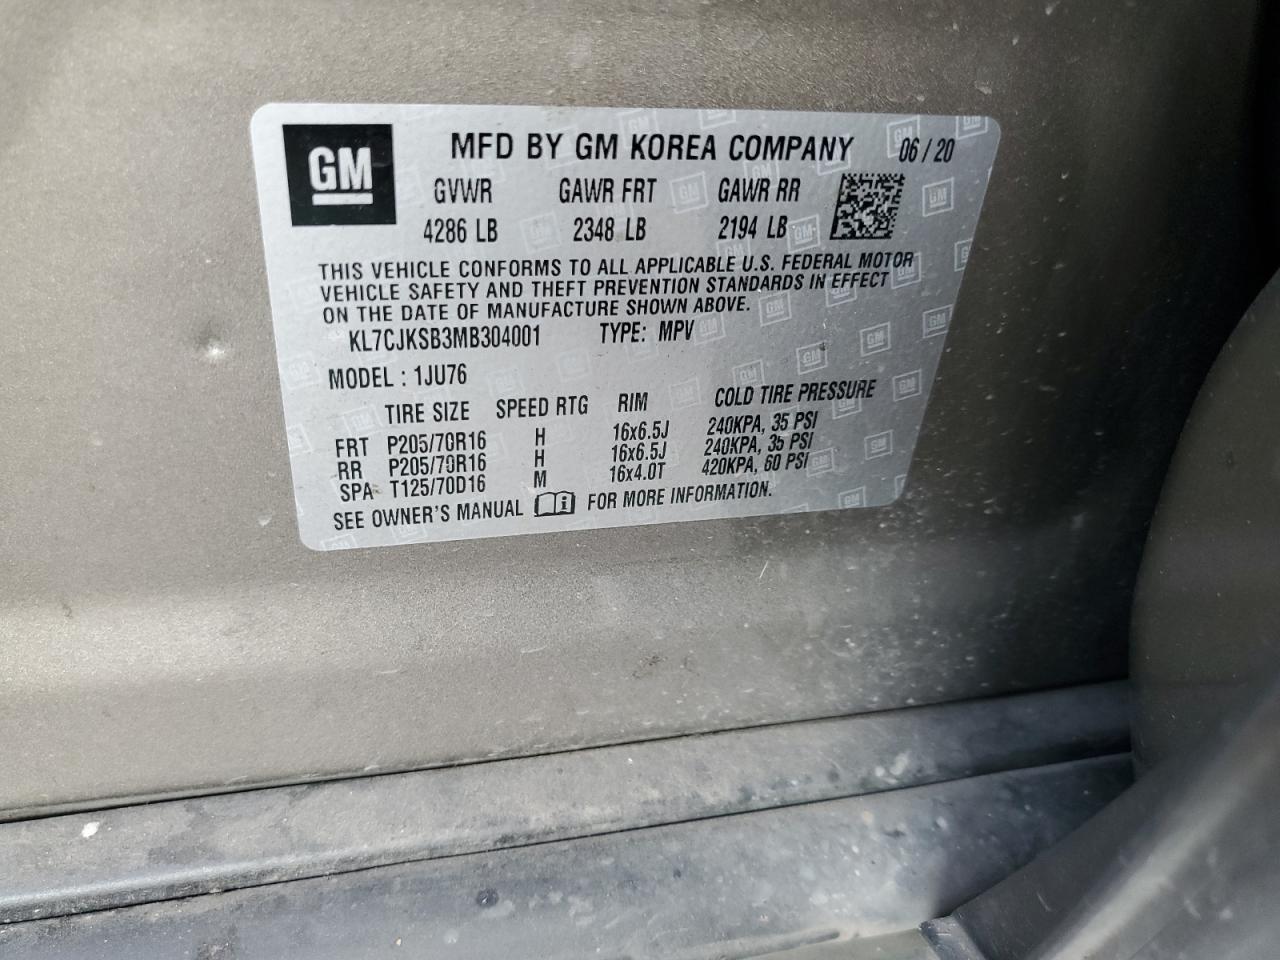 GM MFD BY GM KOREA COMPANY 06 / 20
GVWR GAWR FRT GAWR RR
4286 LB 2348 LB 2194 LB
THIS VEHICLE CONFORMS TO ALL APPLICABLE U.S. FEDERAL MOTOR
VEHICLE SAFETY AND THEFT PREVENTION STANDARDS IN EFFECT
ON THE DATE OF MANUFACTURE SHOWN ABOVE.
KL7CJKSB3MB304001 TYPE: MPV
MODEL : 1JU76
TIRE SIZE SPEED RTG RIM COLD TIRE PRESSURE
FRT P205/70R16 H 16x6.5J 240KPA, 35 PSI
RR P205/70R16 H 16x6.5J 240KPA, 35 PSI
SPA T125/70D16 M 16x4.0T 420KPA, 60 PSI
SEE OWNER'S MANUAL FOR MORE INFORMATION.